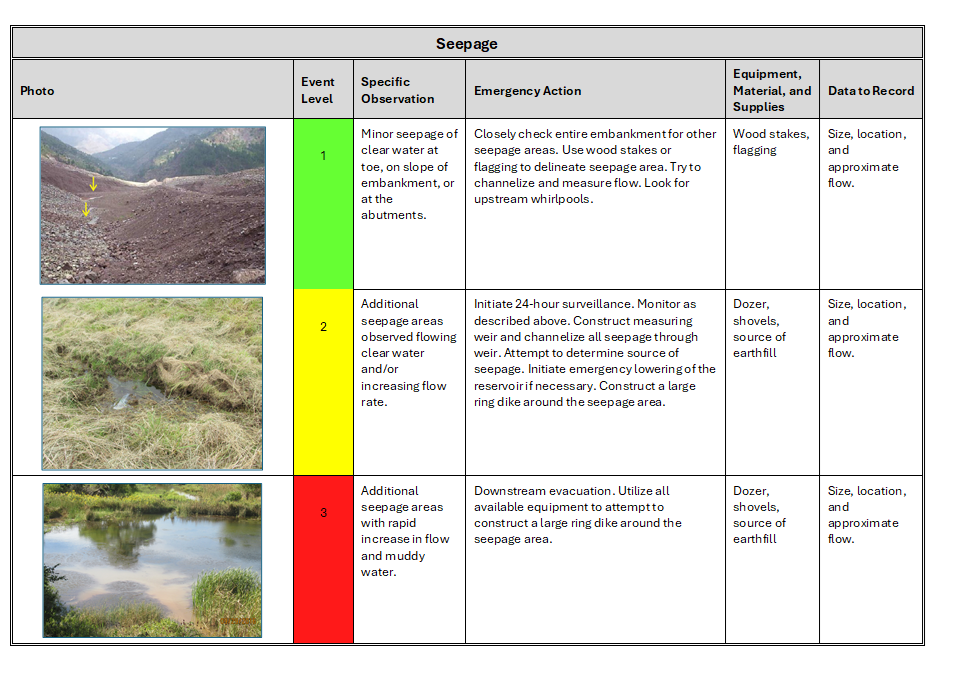 Seepage
Photo
Event
Level
Specific
Observation
Emergency Action
Equipment,
Material, and
Supplies
Data to Record
1
Minor seepage of
clear water at
toe, on slope of
embankment, or
at the
abutments.
Closely check entire embankment for other
seepage areas. Use wood stakes or
flagging to delineate seepage area. Try to
channelize and measure flow. Look for
upstream whirlpools.
Wood stakes,
flagging
Size, location,
and
approximate
flow.
2
Additional
seepage areas
observed flowing
clear water
and/or
increasing flow
rate.
Initiate 24-hour surveillance. Monitor as
described above. Construct measuring
weir and channelize all seepage through
weir. Attempt to determine source of
seepage. Initiate emergency lowering of the
reservoir if necessary. Construct a large
ring dike around the seepage area.
Dozer,
shovels,
source of
earthfill
Size, location,
and
approximate
flow.
3
Additional
seepage areas
with rapid
increase in flow
and muddy
water.
Downstream evacuation. Utilize all
available equipment to attempt to
construct a large ring dike around the
seepage area.
Dozer,
shovels,
source of
earthfill
Size, location,
and
approximate
flow.